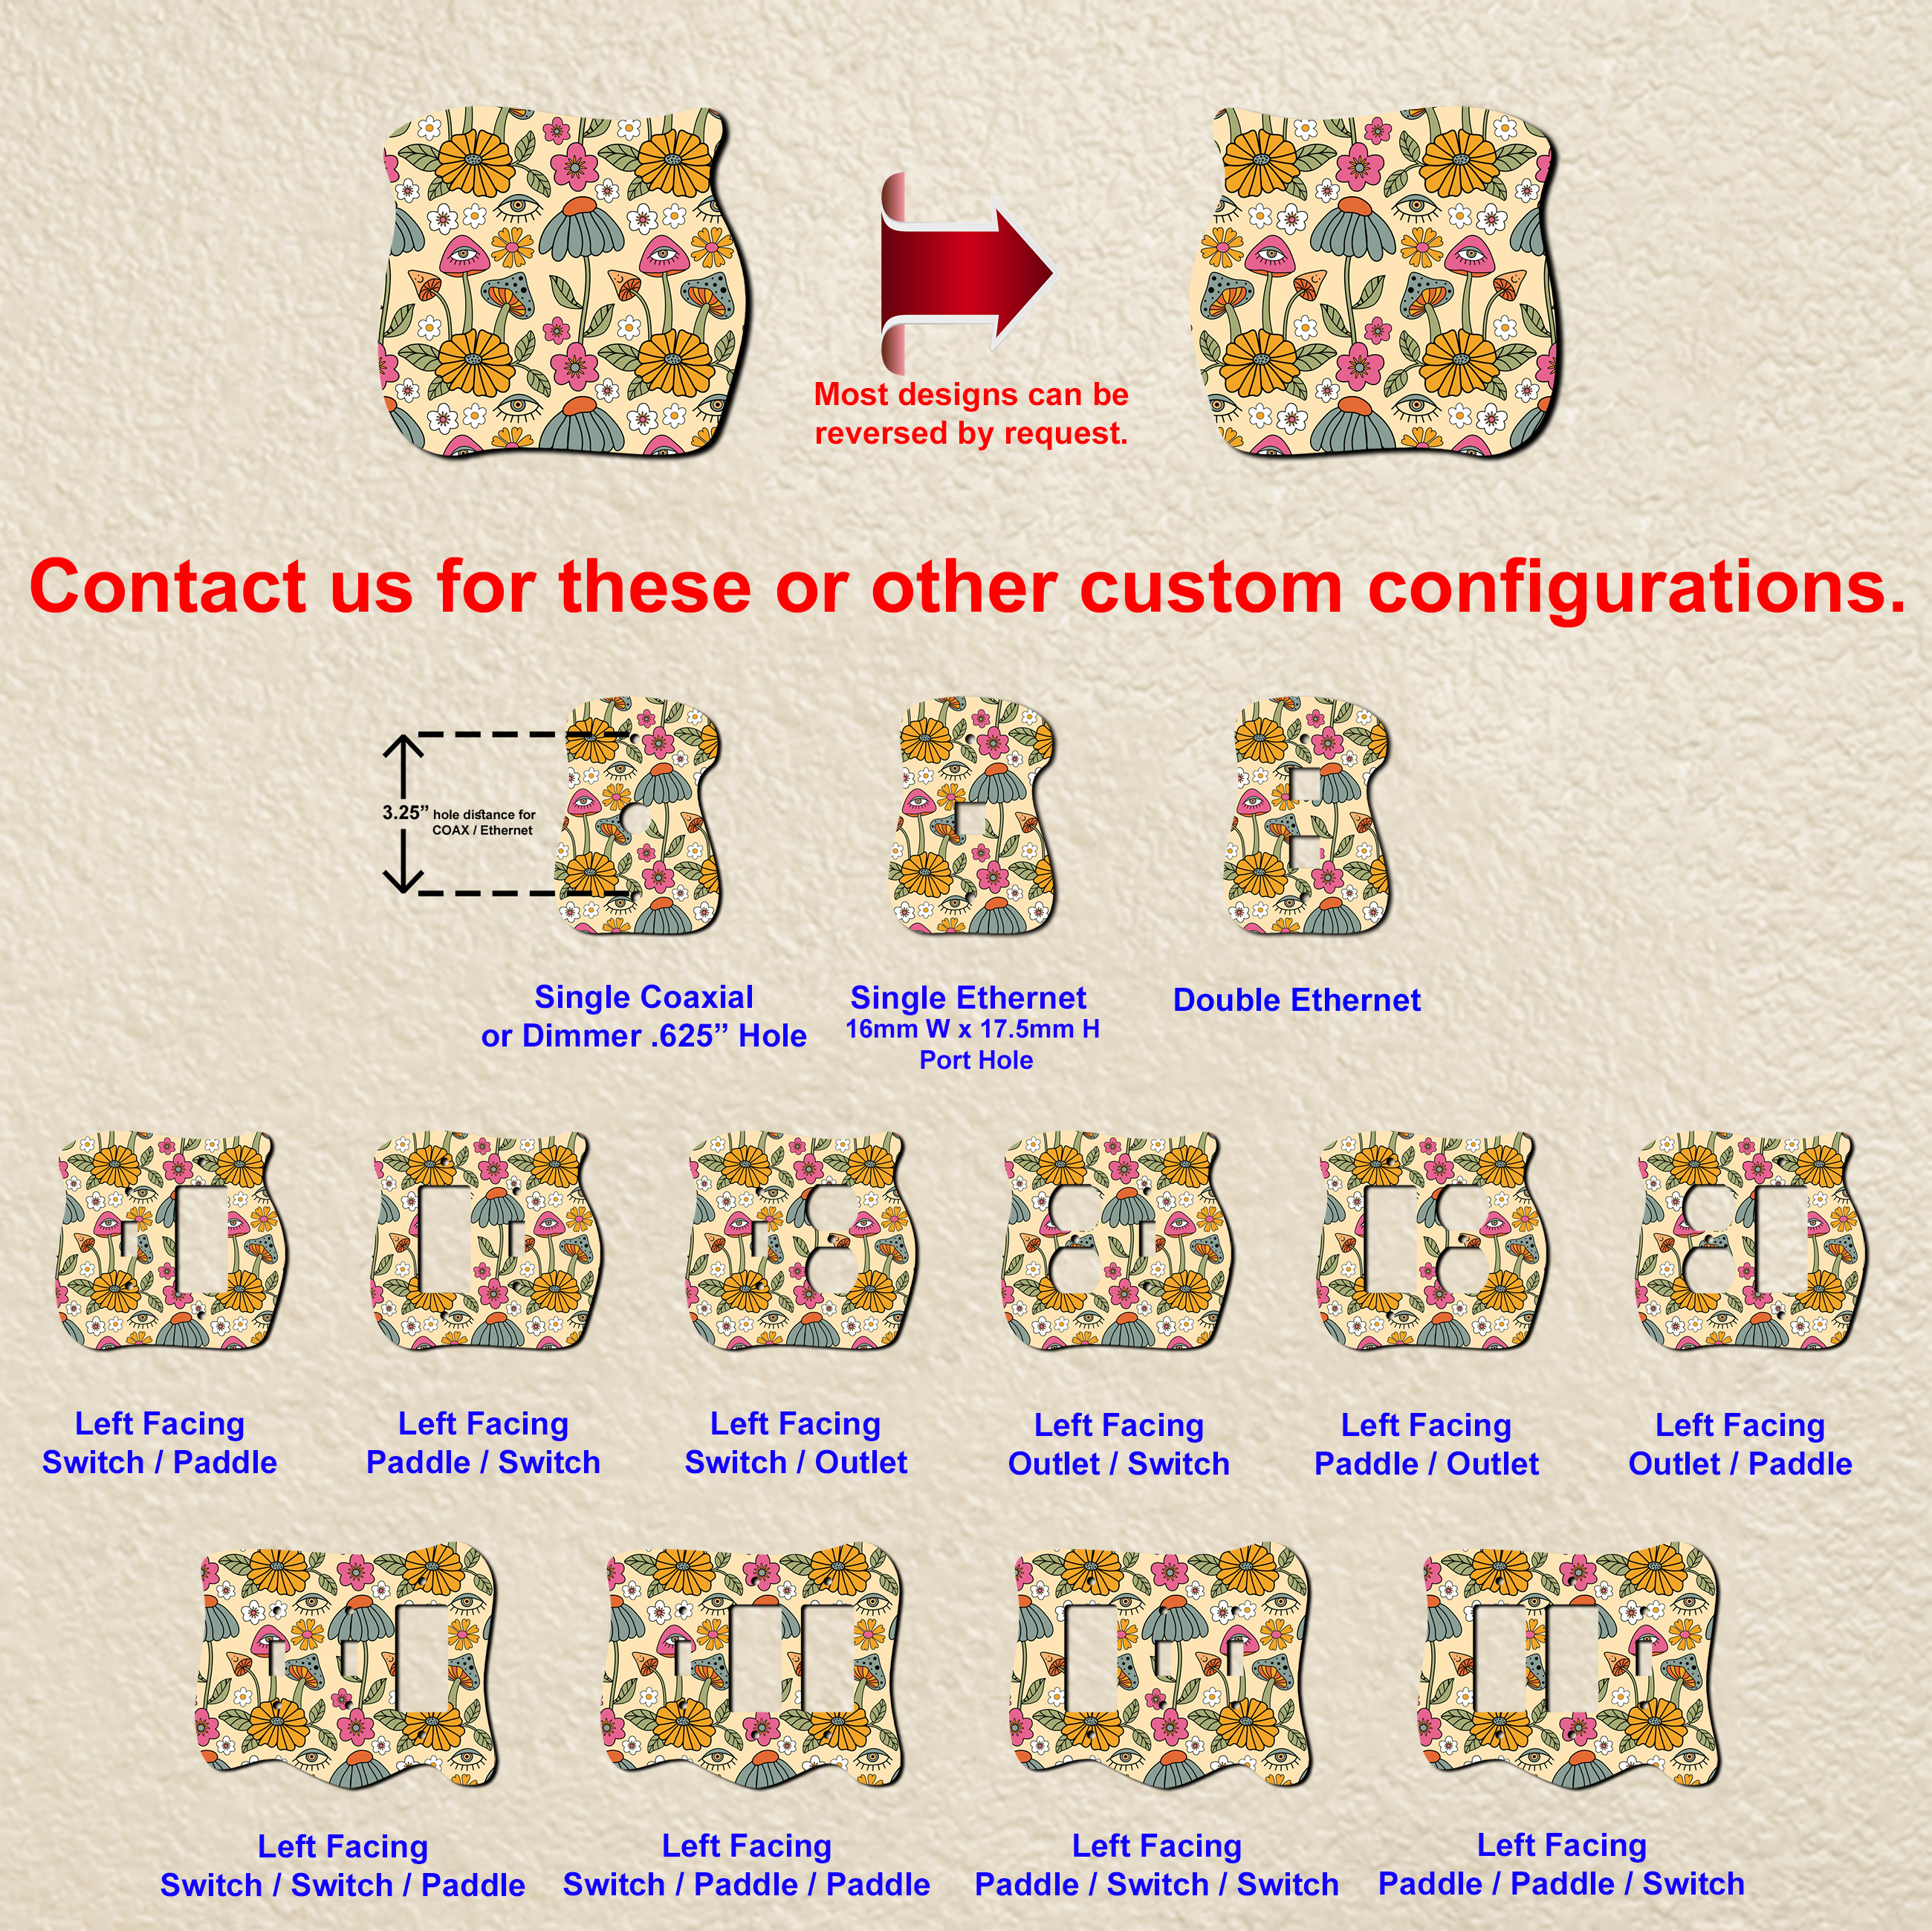 Most designs can be
reversed by request.
Contact us for these or other custom configurations.
3.25” hole distance for
COAX / Ethernet
Single Coaxial
or Dimmer .625” Hole
Single Ethernet
16mm W x 17.5mm H
Port Hole
Double Ethernet
Left Facing
Switch / Paddle
Left Facing
Paddle / Switch
Left Facing
Switch / Outlet
Left Facing
Outlet / Switch
Left Facing
Paddle / Outlet
Left Facing
Outlet / Paddle
Left Facing
Switch / Switch / Paddle
Left Facing
Switch / Paddle / Paddle
Left Facing
Paddle / Switch / Switch
Left Facing
Paddle / Paddle / Switch